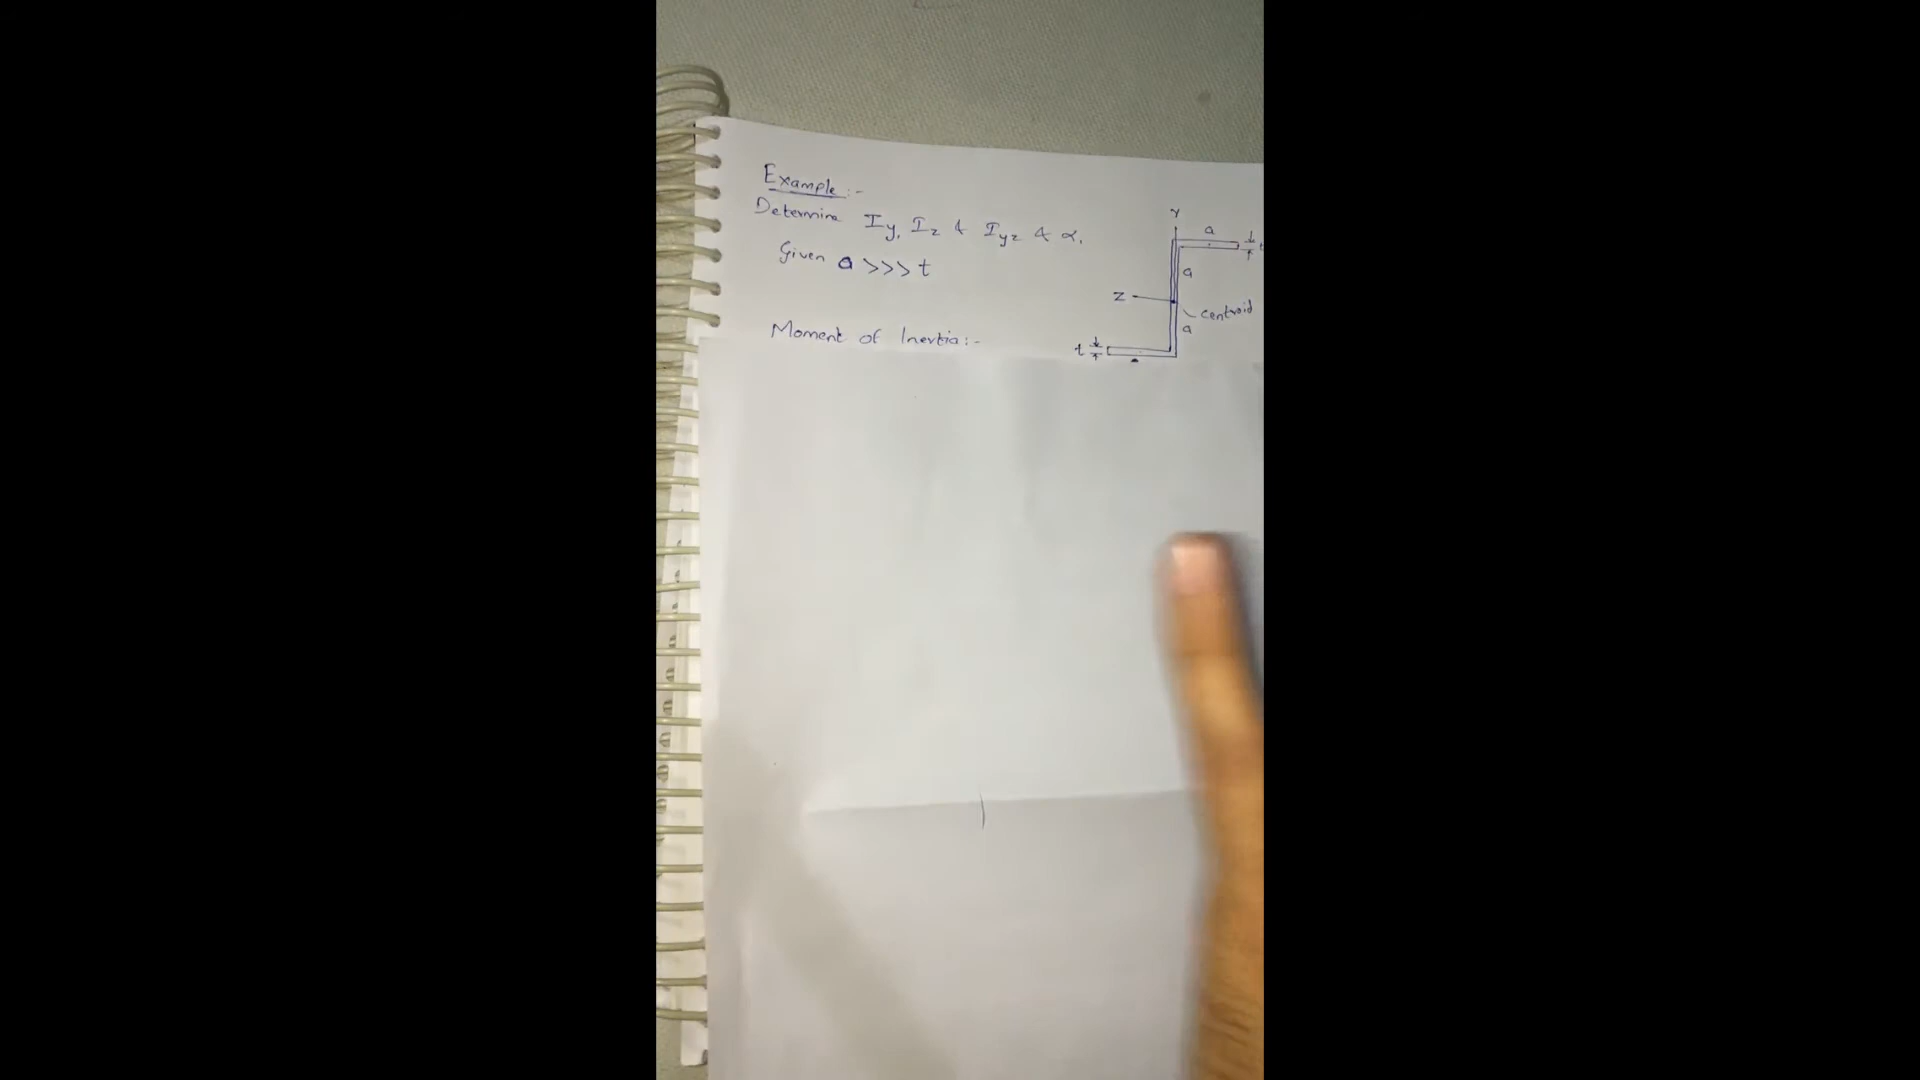 Example:-
Determine Iy, Iz & Iyz & α.
Given a >>> t
Moment of Inertia:-
Y
a
a
Z
centroid
a
t